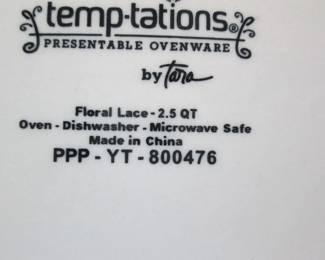 temp-tations®
PRESENTABLE OVENWARE
by Tara
Floral Lace - 2.5 QT
Oven - Dishwasher - Microwave Safe
Made in China
PPP - YT - 800476